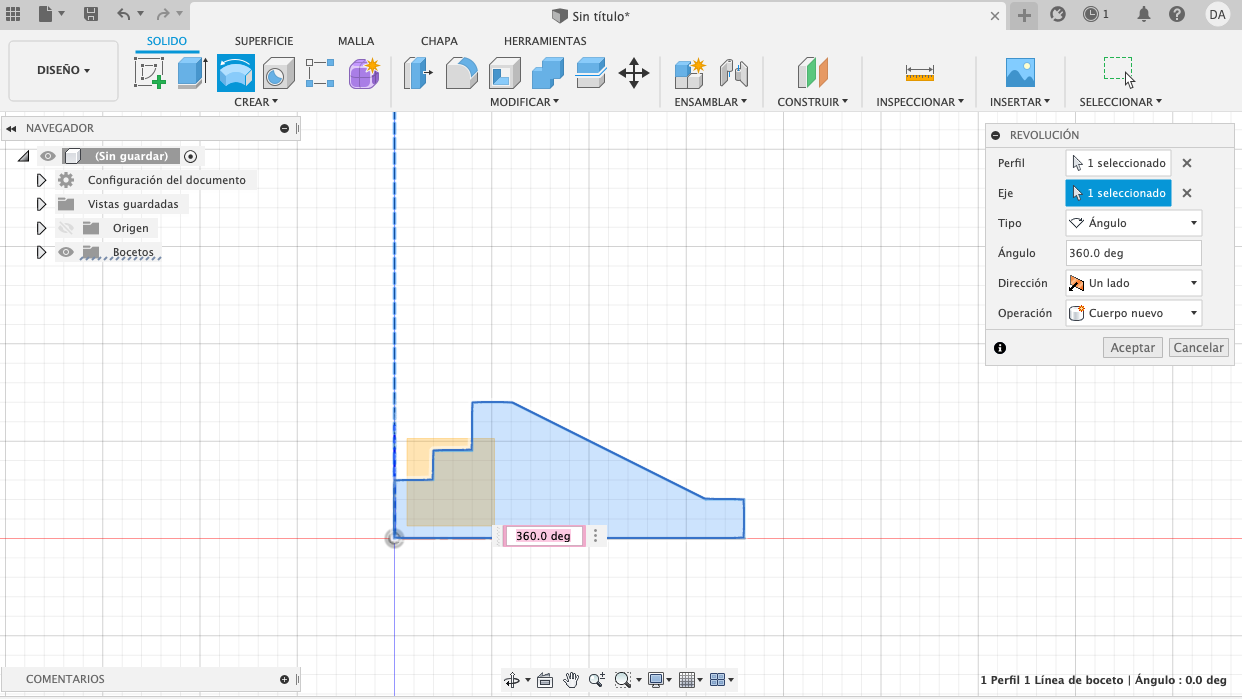 Sin título*
1
DA
DISEÑO
SOLIDO
SUPERFICIE
MALLA
CHAPA
HERRAMIENTAS
CREAR
MODIFICAR
ENSAMBLAR
CONSTRUIR
INSPECCIONAR
INSERTAR
SELECCIONAR
NAVEGADOR
(Sin guardar)
Configuración del documento
Vistas guardadas
Origen
Bocetos
REVOLUCIÓN
Perfil 1 seleccionado
Eje 1 seleccionado
Tipo Ángulo
Ángulo 360.0 deg
Dirección Un lado
Operación Cuerpo nuevo
Aceptar Cancelar
360.0 deg
COMENTARIOS
1 Perfil 1 Línea de boceto | Ángulo : 0.0 deg